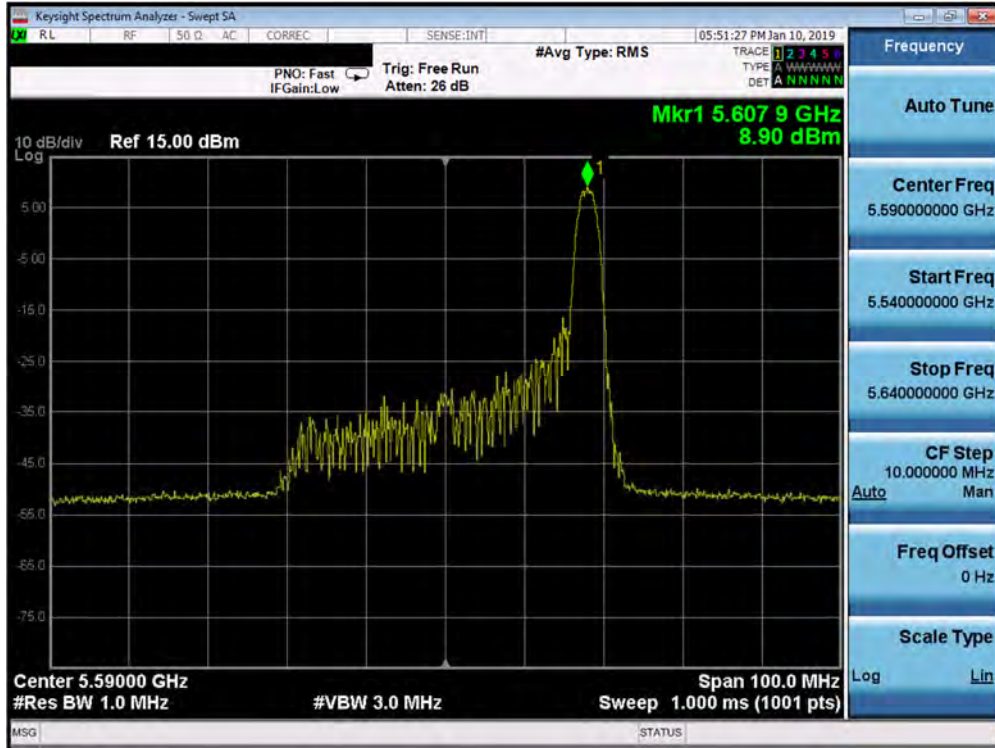 Keysight Spectrum Analyzer - Swept SA
LXI RL RF 50 Ω AC CORREC SENSE:INT 05:51:27 PM Jan 10, 2019
#Avg Type: RMS TRACE 1 2 3 4 5 6
PNO: Fast Trig: Free Run TYPE A WWWWW
IFGain:Low Atten: 26 dB DET A N N N N N
Mkr1 5.607 9 GHz
8.90 dBm
10 dB/div Ref 15.00 dBm
Log
1
5.00
-5.00
-15.0
-25.0
-35.0
-45.0
-55.0
-65.0
-75.0
Center 5.59000 GHz Span 100.0 MHz
#Res BW 1.0 MHz #VBW 3.0 MHz Sweep 1.000 ms (1001 pts)
MSG STATUS
Frequency
Auto Tune
Center Freq
5.590000000 GHz
Start Freq
5.540000000 GHz
Stop Freq
5.640000000 GHz
CF Step
10.000000 MHz
Auto Man
Freq Offset
0 Hz
Scale Type
Log Lin